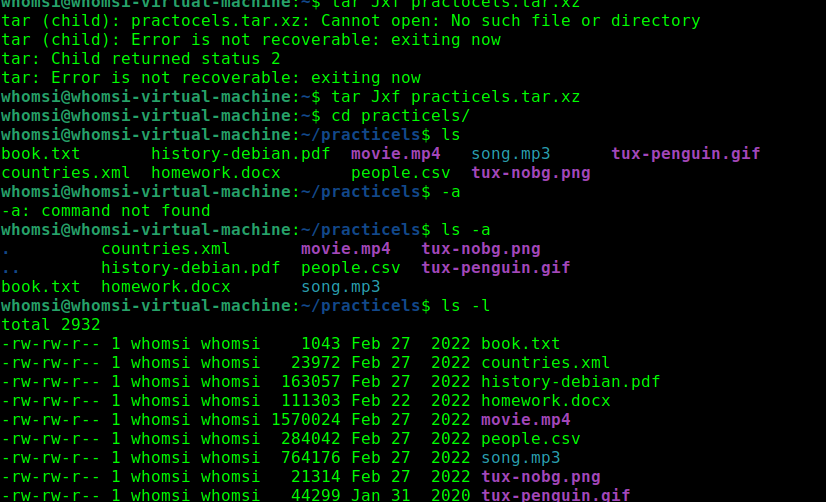 whomsi@whomsi-virtual-machine:~$ tar Jxf practocels.tar.xz
tar (child): practocels.tar.xz: Cannot open: No such file or directory
tar (child): Error is not recoverable: exiting now
tar: Child returned status 2
tar: Error is not recoverable: exiting now
whomsi@whomsi-virtual-machine:~$ tar Jxf practicels.tar.xz
whomsi@whomsi-virtual-machine:~$ cd practicels/
whomsi@whomsi-virtual-machine:~/practicels$ ls
book.txt       history-debian.pdf  movie.mp4   song.mp3      tux-penguin.gif
countries.xml  homework.docx       people.csv  tux-nobg.png
whomsi@whomsi-virtual-machine:~/practicels$ -a
-a: command not found
whomsi@whomsi-virtual-machine:~/practicels$ ls -a
.         countries.xml       movie.mp4   tux-nobg.png
..        history-debian.pdf  people.csv  tux-penguin.gif
book.txt  homework.docx       song.mp3
whomsi@whomsi-virtual-machine:~/practicels$ ls -l
total 2932
-rw-rw-r-- 1 whomsi whomsi    1043 Feb 27  2022 book.txt
-rw-rw-r-- 1 whomsi whomsi   23972 Feb 27  2022 countries.xml
-rw-rw-r-- 1 whomsi whomsi  163057 Feb 27  2022 history-debian.pdf
-rw-rw-r-- 1 whomsi whomsi  111303 Feb 22  2022 homework.docx
-rw-rw-r-- 1 whomsi whomsi 1570024 Feb 27  2022 movie.mp4
-rw-rw-r-- 1 whomsi whomsi  284042 Feb 27  2022 people.csv
-rw-rw-r-- 1 whomsi whomsi  764176 Feb 27  2022 song.mp3
-rw-rw-r-- 1 whomsi whomsi   21314 Feb 27  2022 tux-nobg.png
-rw-rw-r-- 1 whomsi whomsi   44299 Jan 31  2020 tux-penguin.gif